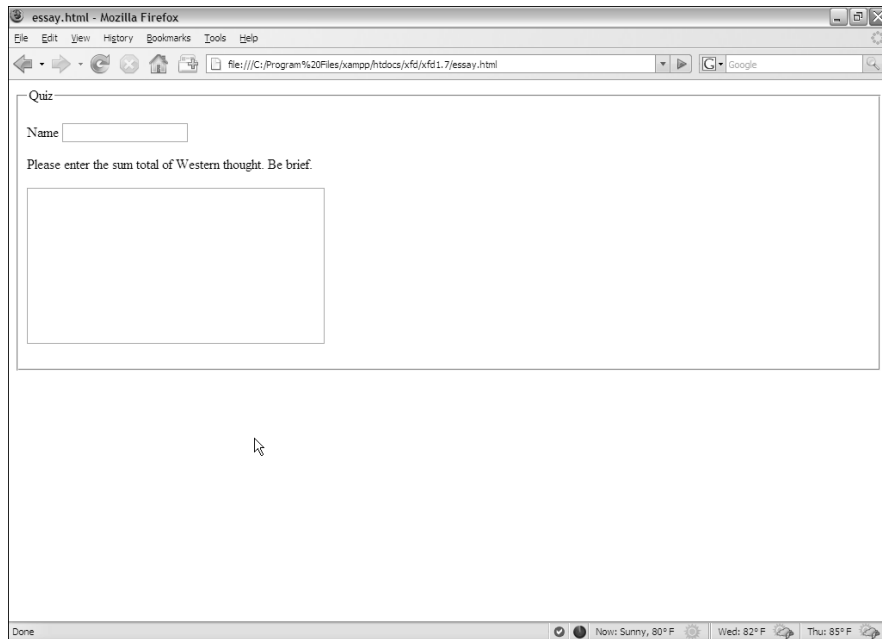 essay.html - Mozilla Firefox
File Edit View History Bookmarks Tools Help
file:///C:/Program%20Files/xampp/htdocs/xfd/xfd1.7/essay.html G Google
Quiz
Name
Please enter the sum total of Western thought. Be brief.
Done Now: Sunny, 80° F Wed: 82° F Thu: 85° F